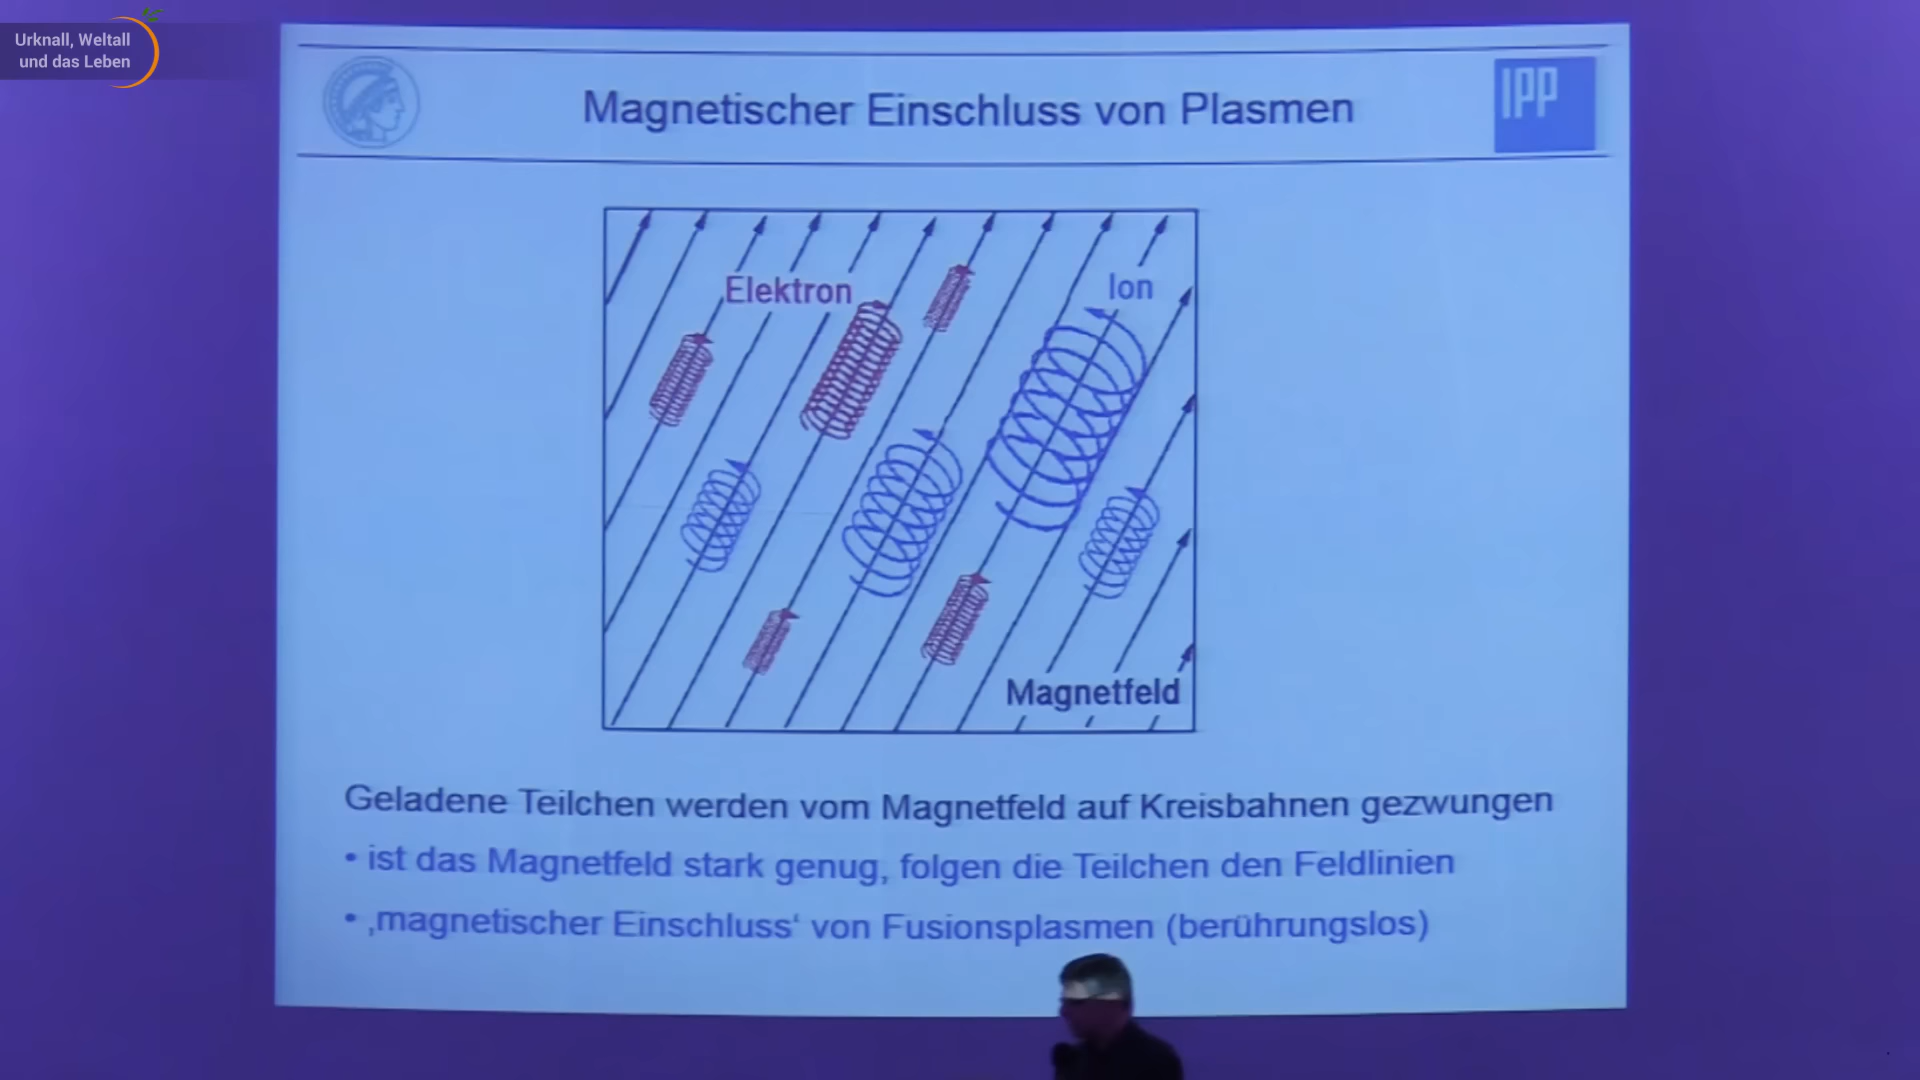 Urknall, Weltall
und das Leben
Magnetischer Einschluss von Plasmen
IPP
Elektron
Ion
Magnetfeld
Geladene Teilchen werden vom Magnetfeld auf Kreisbahnen gezwungen
• ist das Magnetfeld stark genug, folgen die Teilchen den Feldlinien
• ‚magnetischer Einschluss‘ von Fusionsplasmen (berührungslos)